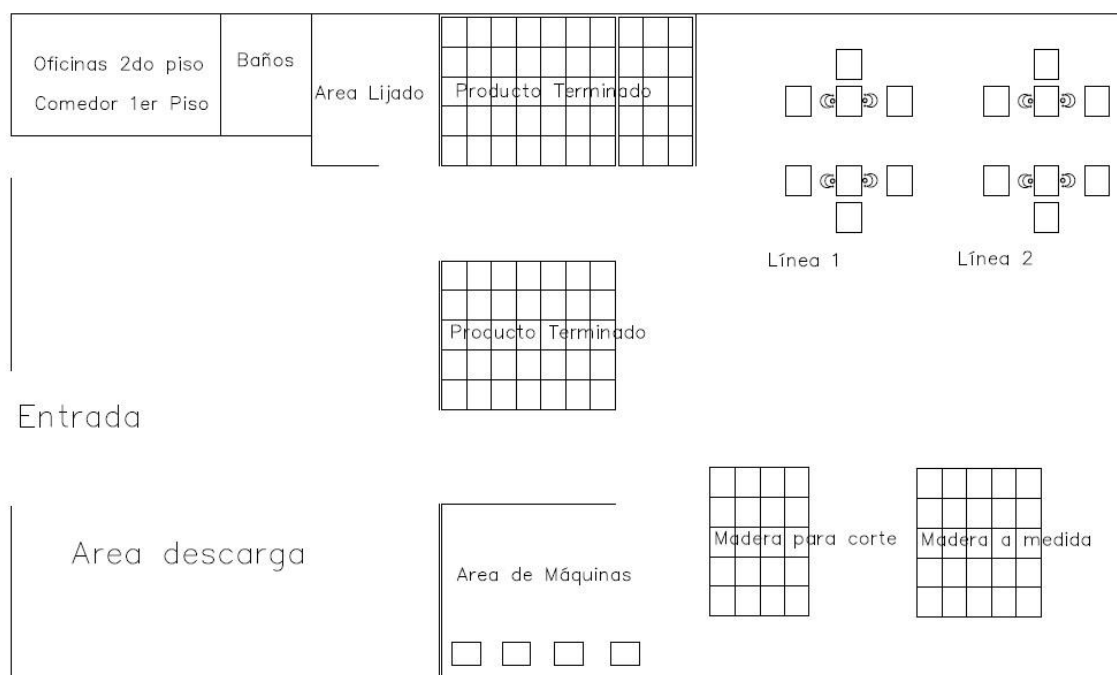 Oficinas 2do piso
Comedor 1er Piso
Baños
Area Lijado
Producto Terminado
Línea 1
Línea 2
Producto Terminado
Entrada
Area descarga
Area de Máquinas
Madera para corte
Madera a medida